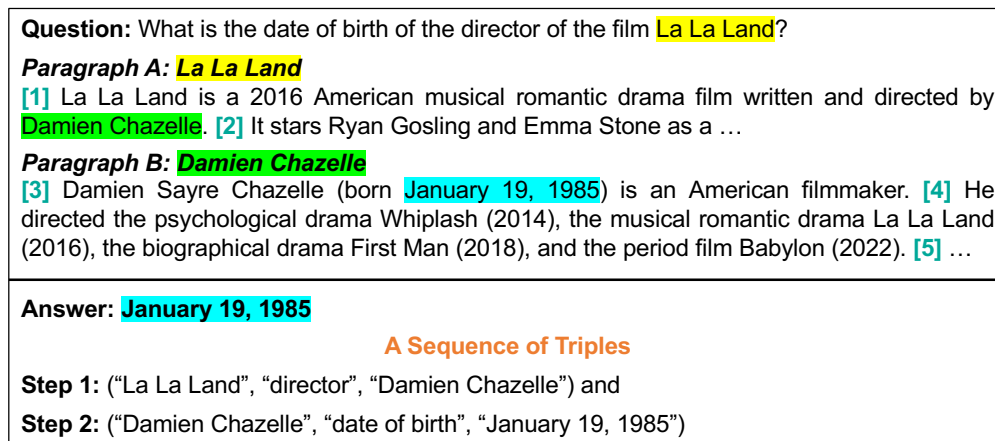 Question: What is the date of birth of the director of the film La La Land?
Paragraph A: La La Land
[1] La La Land is a 2016 American musical romantic drama film written and directed by
Damien Chazelle. [2] It stars Ryan Gosling and Emma Stone as a …
Paragraph B: Damien Chazelle
[3] Damien Sayre Chazelle (born January 19, 1985) is an American filmmaker. [4] He
directed the psychological drama Whiplash (2014), the musical romantic drama La La Land
(2016), the biographical drama First Man (2018), and the period film Babylon (2022). [5] …
Answer: January 19, 1985
A Sequence of Triples
Step 1: (“La La Land”, “director”, “Damien Chazelle”) and
Step 2: (“Damien Chazelle”, “date of birth”, “January 19, 1985”)